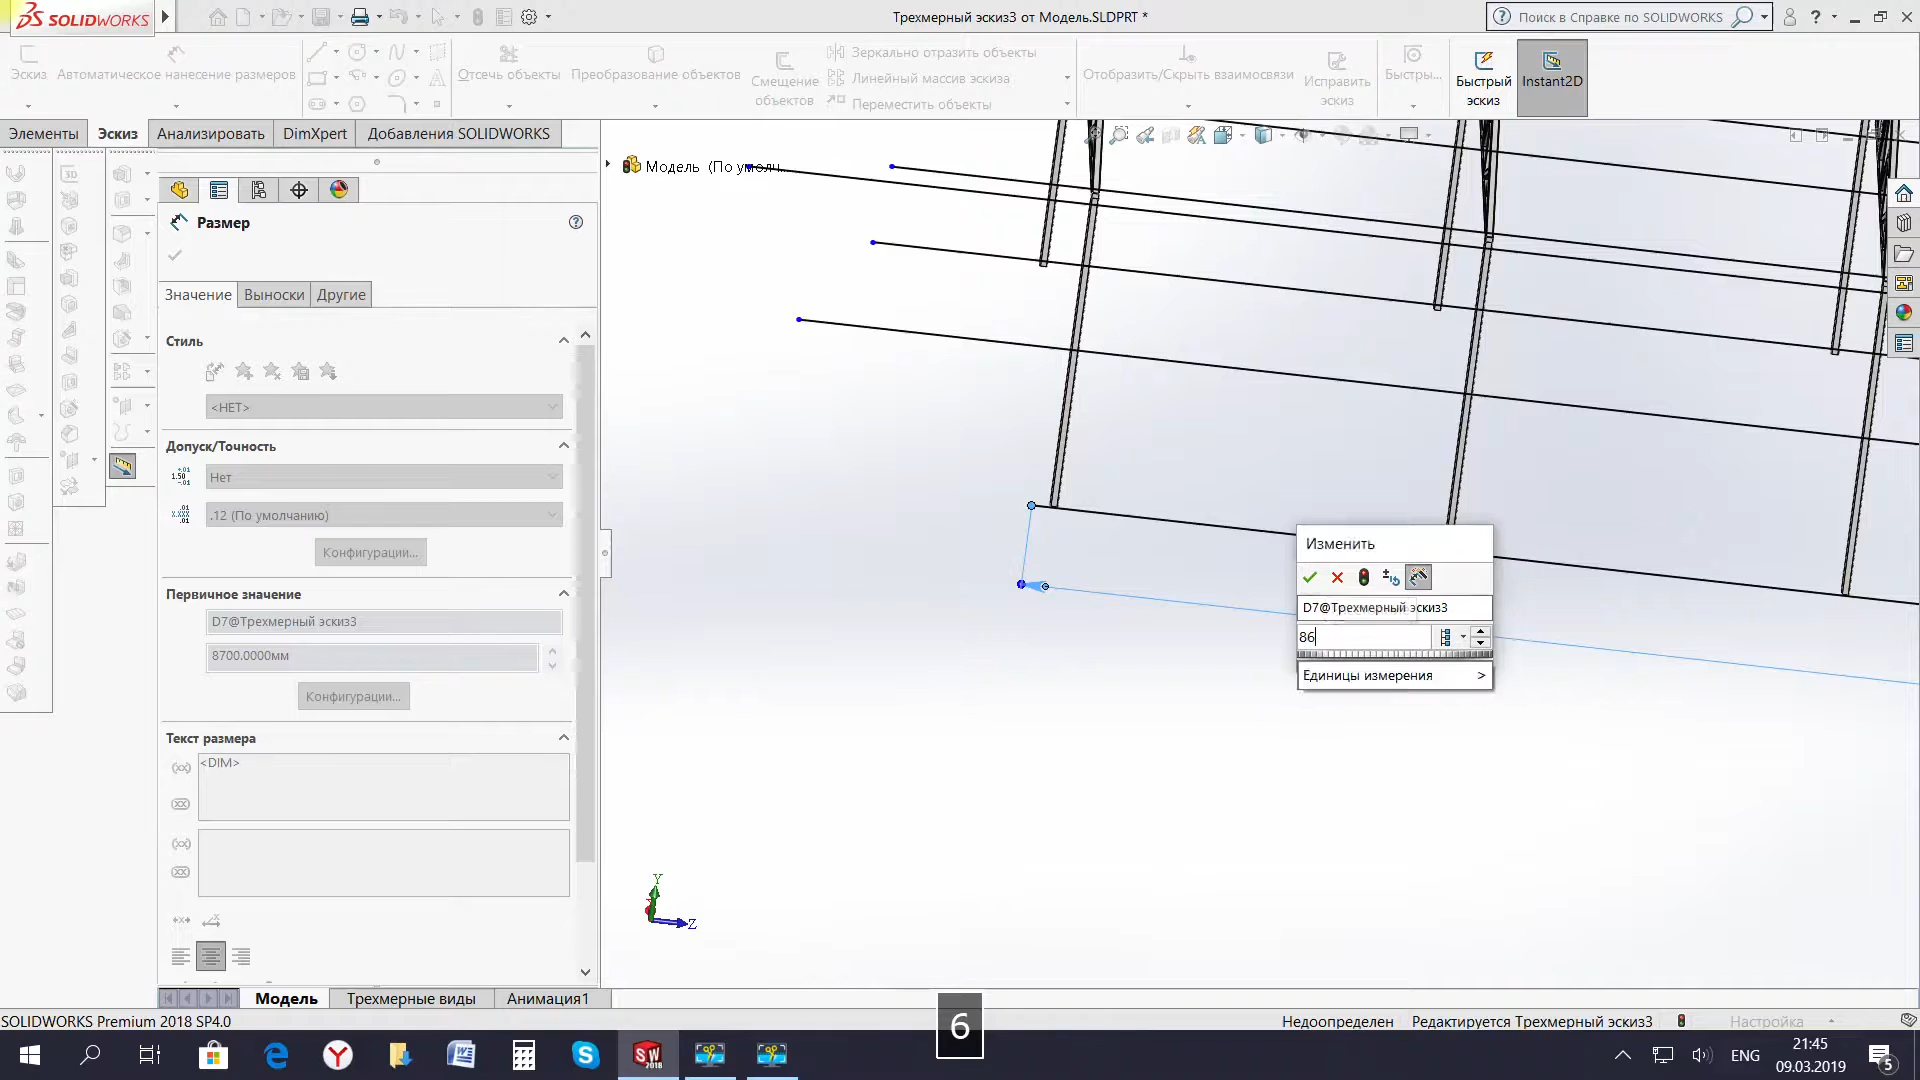 SOLIDWORKS
Трехмерный эскиз3 от Модель.SLDPRT *
Поиск в Справке по SOLIDWORKS
Эскиз
Автоматическое нанесение размеров
Отсечь объекты
Преобразование объектов
Смещение объектов
Зеркально отразить объекты
Линейный массив эскиза
Переместить объекты
Отобразить/Скрыть взаимосвязи
Исправить эскиз
Быстры...
Быстрый эскиз
Instant2D
Элементы
Эскиз
Анализировать
DimXpert
Добавления SOLIDWORKS
3D
Модель (По умолч...
Размер
Значение
Выноски
Другие
Стиль
<НЕТ>
Допуск/Точность
Нет
.12 (По умолчанию)
Конфигурации...
Первичное значение
D7@Трехмерный эскиз3
8700.0000мм
Конфигурации...
Текст размера
<DIM>
Изменить
D7@Трехмерный эскиз3
86
Единицы измерения >
Y
Z
Модель
Трехмерные виды
Анимация1
SOLIDWORKS Premium 2018 SP4.0
6
Недоопределен
Редактируется Трехмерный эскиз3
Настройка
ENG
21:45
09.03.2019
5